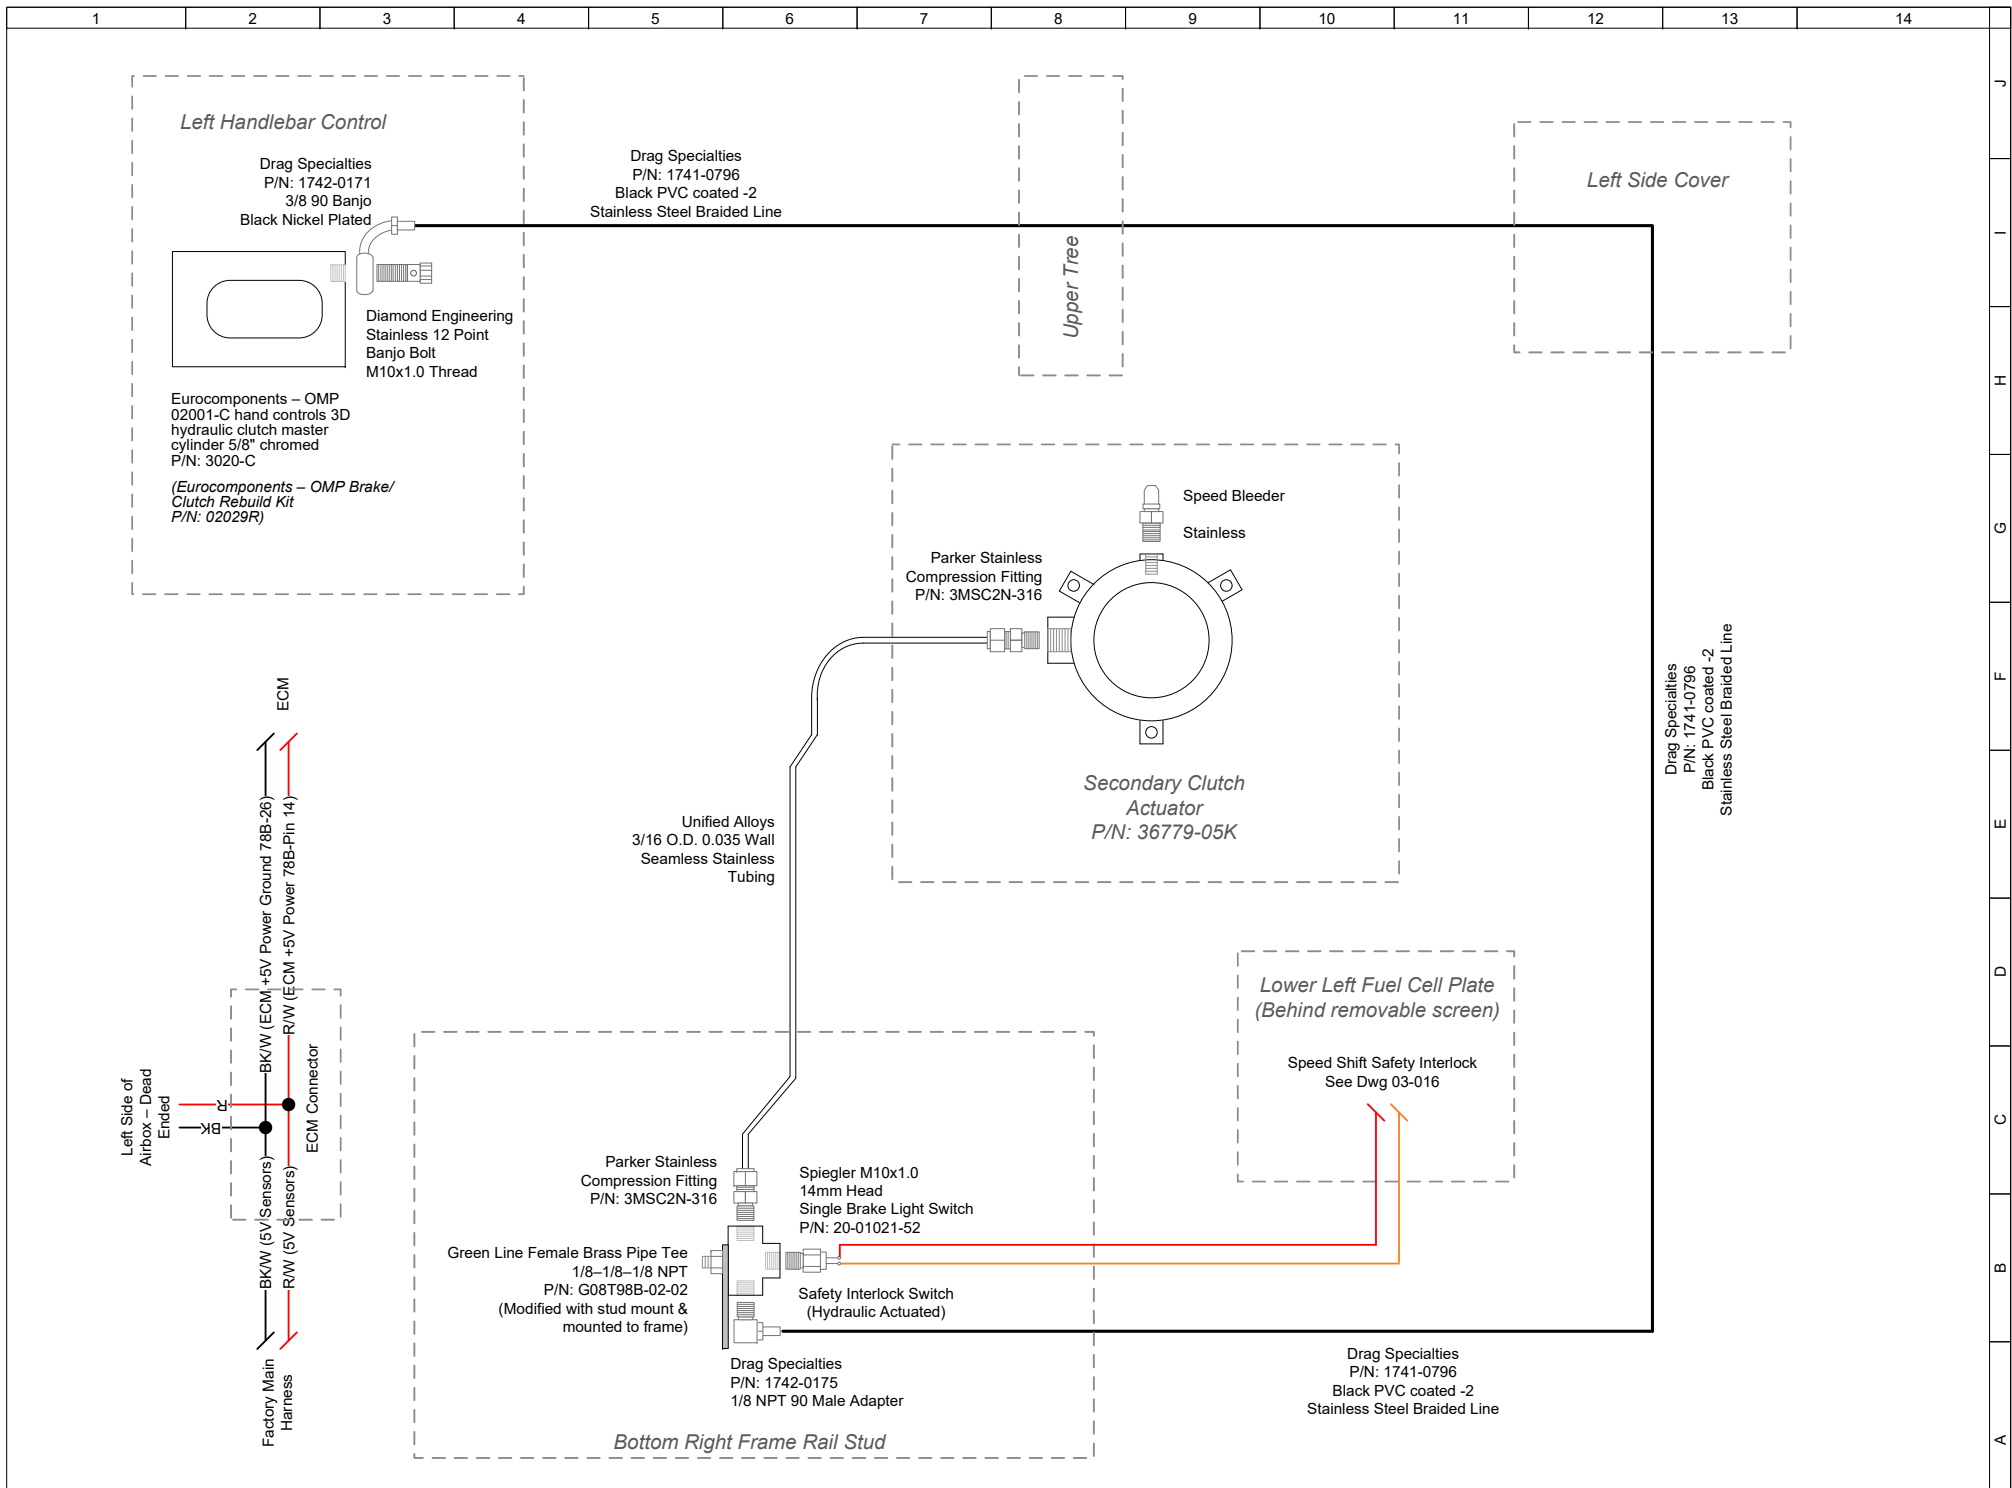 1
2
3
4
5
6
7
8
9
10
11
12
13
14
J
I
H
G
F
E
D
C
B
A
Left Handlebar Control
Drag Specialties
P/N: 1742-0171
3/8 90 Banjo
Black Nickel Plated
Diamond Engineering
Stainless 12 Point
Banjo Bolt
M10x1.0 Thread
Eurocomponents – OMP
02001-C hand controls 3D
hydraulic clutch master
cylinder 5/8" chromed
P/N: 3020-C
(Eurocomponents – OMP Brake/
Clutch Rebuild Kit
P/N: 02029R)
Drag Specialties
P/N: 1741-0796
Black PVC coated -2
Stainless Steel Braided Line
Upper Tree
Left Side Cover
Speed Bleeder
Stainless
Parker Stainless
Compression Fitting
P/N: 3MSC2N-316
Secondary Clutch
Actuator
P/N: 36779-05K
Drag Specialties
P/N: 1741-0796
Black PVC coated -2
Stainless Steel Braided Line
ECM
BK/W (ECM +5V Power Ground 78B-26)
R/W (ECM +5V Power 78B-Pin 14)
Unified Alloys
3/16 O.D. 0.035 Wall
Seamless Stainless
Tubing
Left Side of
Airbox – Dead
Ended
R
BK
ECM Connector
BK/W (5V Sensors)
R/W (5V Sensors)
Factory Main
Harness
Lower Left Fuel Cell Plate
(Behind removable screen)
Speed Shift Safety Interlock
See Dwg 03-016
Parker Stainless
Compression Fitting
P/N: 3MSC2N-316
Spiegler M10x1.0
14mm Head
Single Brake Light Switch
P/N: 20-01021-52
Green Line Female Brass Pipe Tee
1/8–1/8–1/8 NPT
P/N: G08T98B-02-02
(Modified with stud mount &
mounted to frame)
Safety Interlock Switch
(Hydraulic Actuated)
Drag Specialties
P/N: 1742-0175
1/8 NPT 90 Male Adapter
Bottom Right Frame Rail Stud
Drag Specialties
P/N: 1741-0796
Black PVC coated -2
Stainless Steel Braided Line